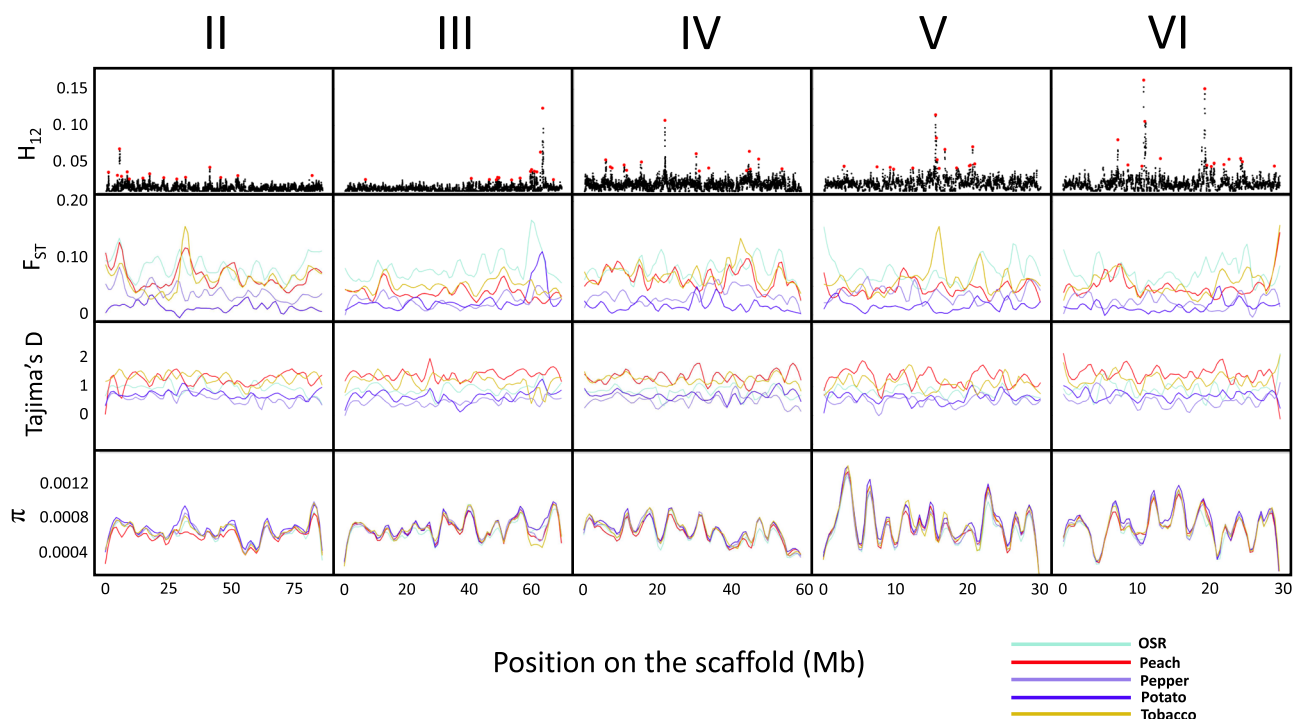 II III IV V VI
H12
0.15
0.10
0.05
FST
0.20
0.10
0
Tajima's D
2
1
0
π
0.0012
0.0008
0.0004
0 25 50 75 0 20 40 60 0 20 40 60 0 10 20 30 0 10 20 30
Position on the scaffold (Mb)
OSR
Peach
Pepper
Potato
Tobacco